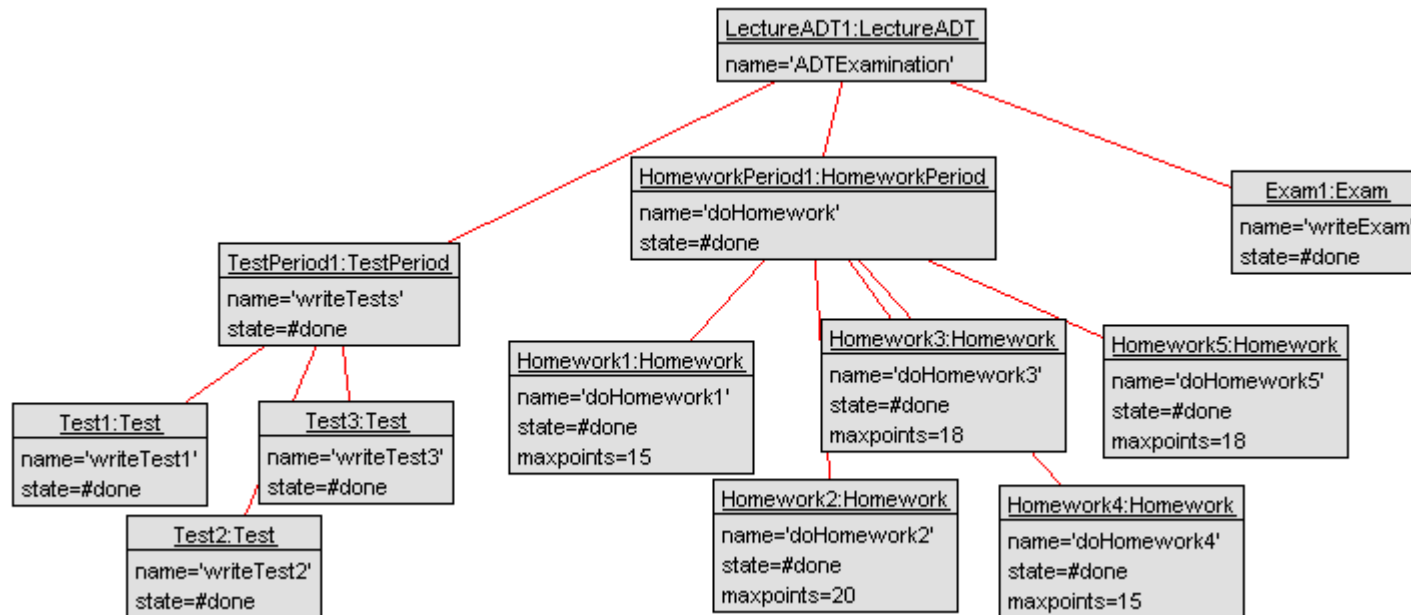 LectureADT1:LectureADT
name='ADTExamination'
HomeworkPeriod1:HomeworkPeriod
name='doHomework'
state=#done
Exam1:Exam
name='writeExam'
state=#done
TestPeriod1:TestPeriod
name='writeTests'
state=#done
Homework1:Homework
name='doHomework1'
state=#done
maxpoints=15
Homework3:Homework
name='doHomework3'
state=#done
maxpoints=18
Homework5:Homework
name='doHomework5'
state=#done
maxpoints=18
Test1:Test
name='writeTest1'
state=#done
Test3:Test
name='writeTest3'
state=#done
Test2:Test
name='writeTest2'
state=#done
Homework2:Homework
name='doHomework2'
state=#done
maxpoints=20
Homework4:Homework
name='doHomework4'
state=#done
maxpoints=15